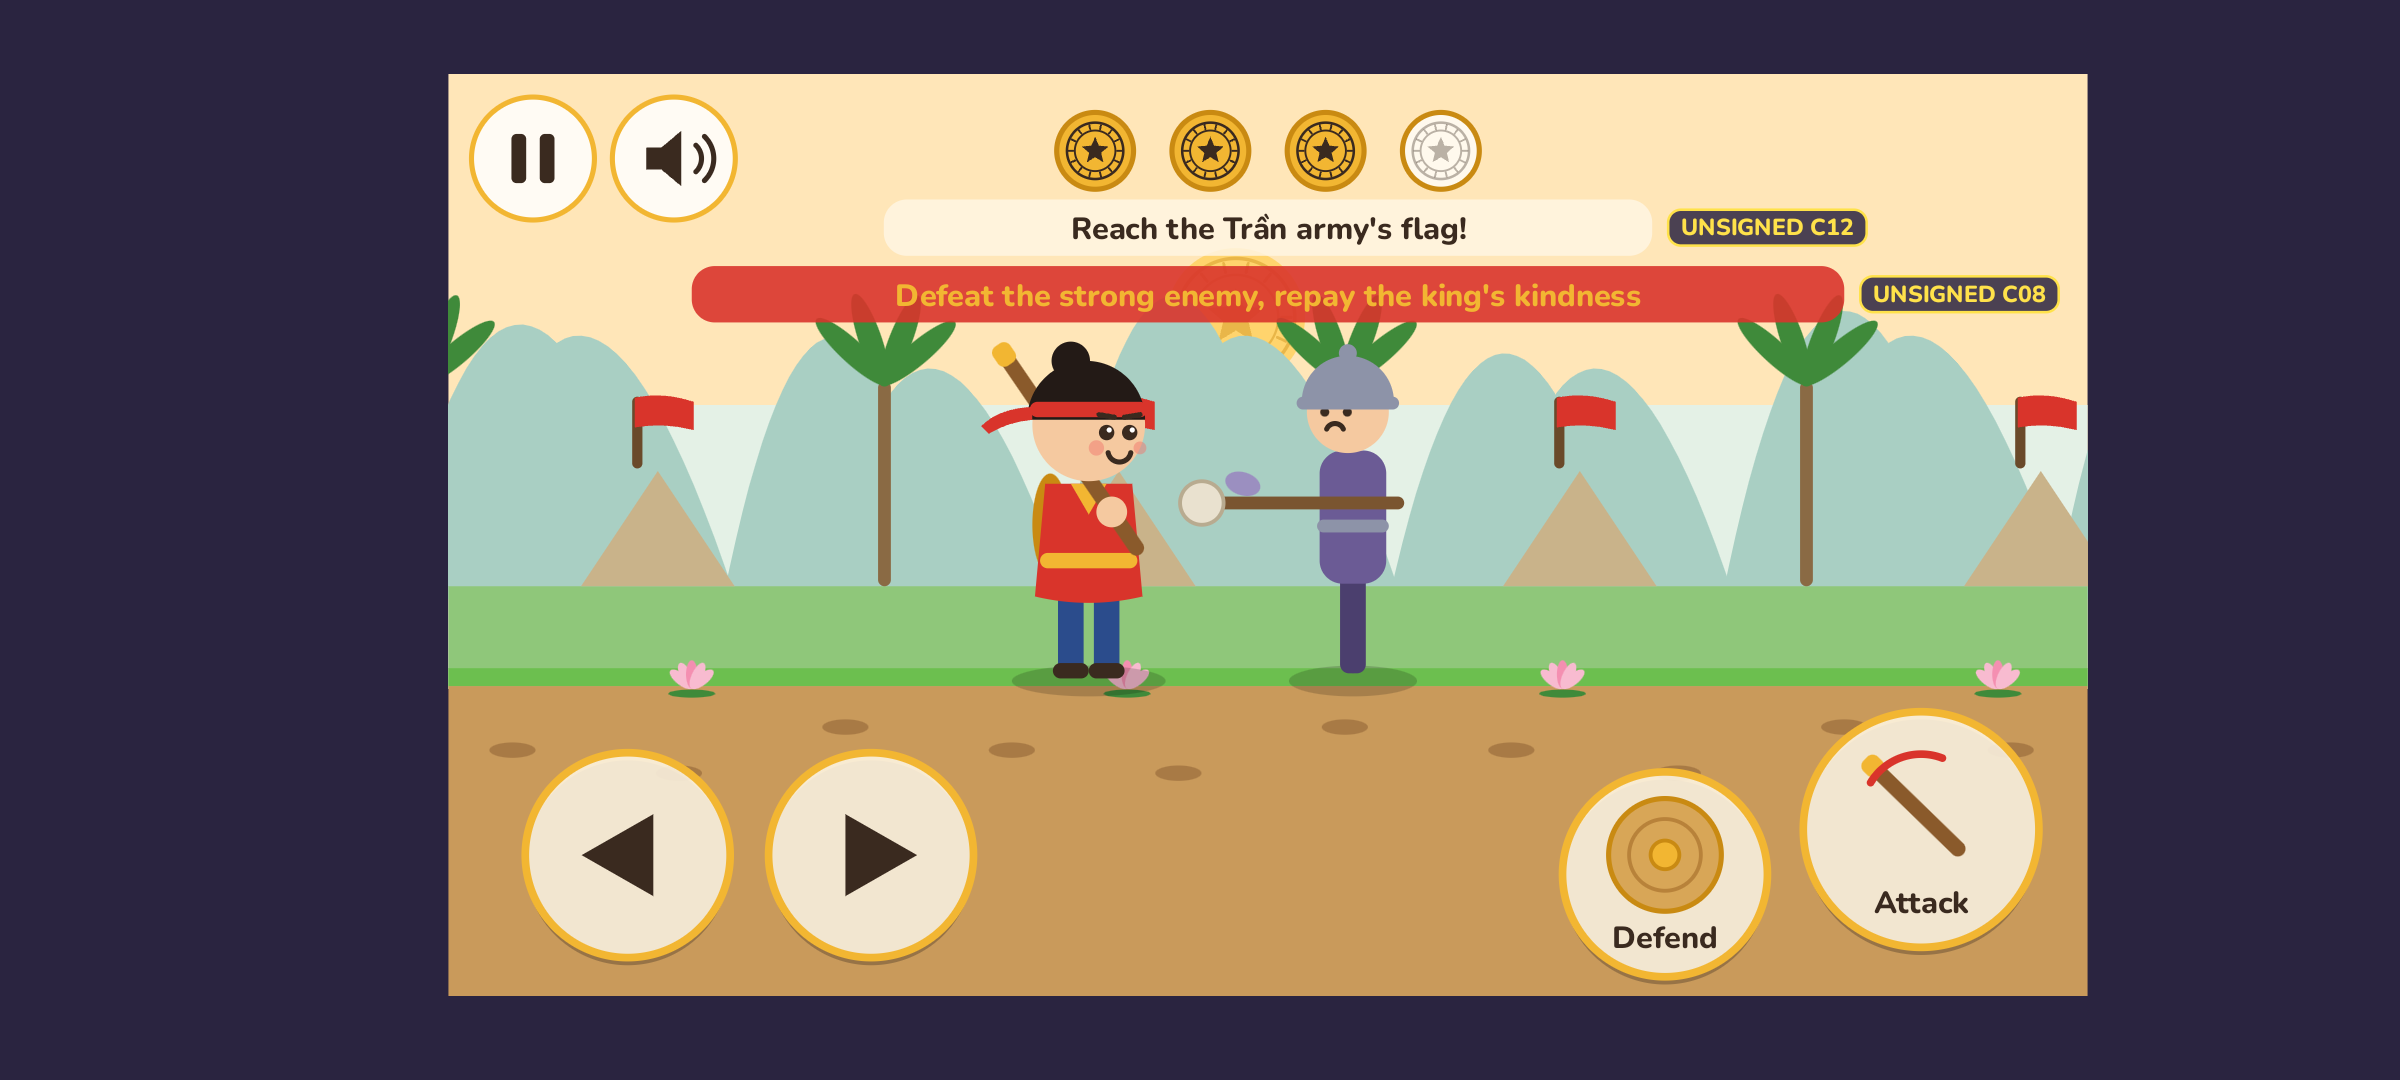 Reach the Trần army's flag!
UNSIGNED C12
Defeat the strong enemy, repay the king's kindness
UNSIGNED C08
Defend
Attack